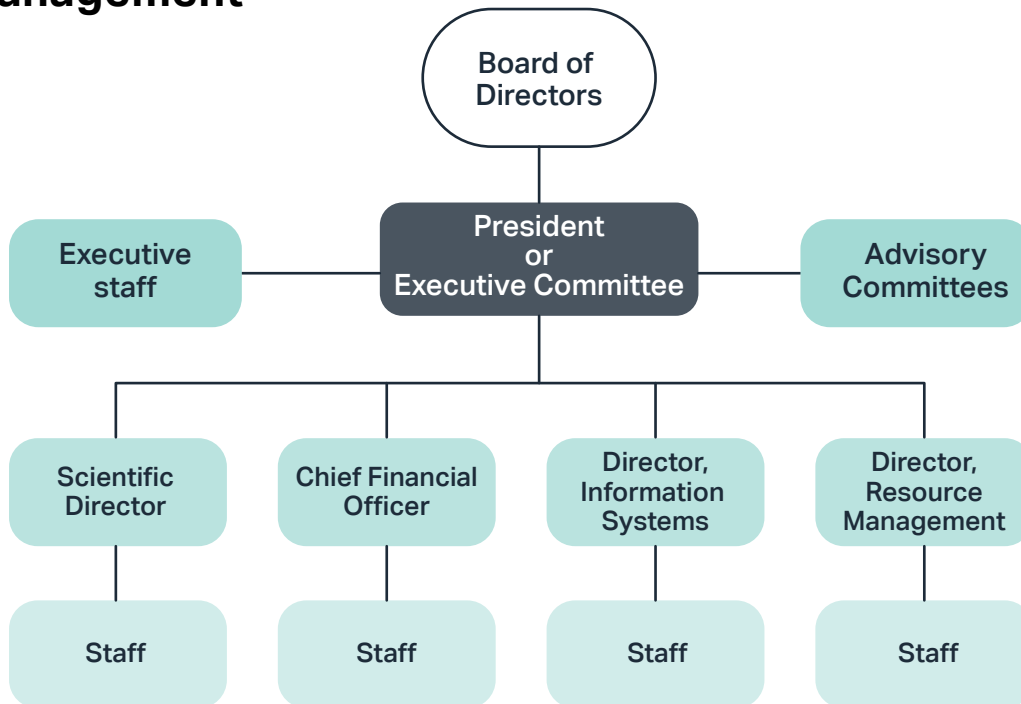 anagement
Board of
Directors
President
or
Executive Committee
Executive
staff
Advisory
Committees
Scientific
Director
Chief Financial
Officer
Director,
Information
Systems
Director,
Resource
Management
Staff
Staff
Staff
Staff